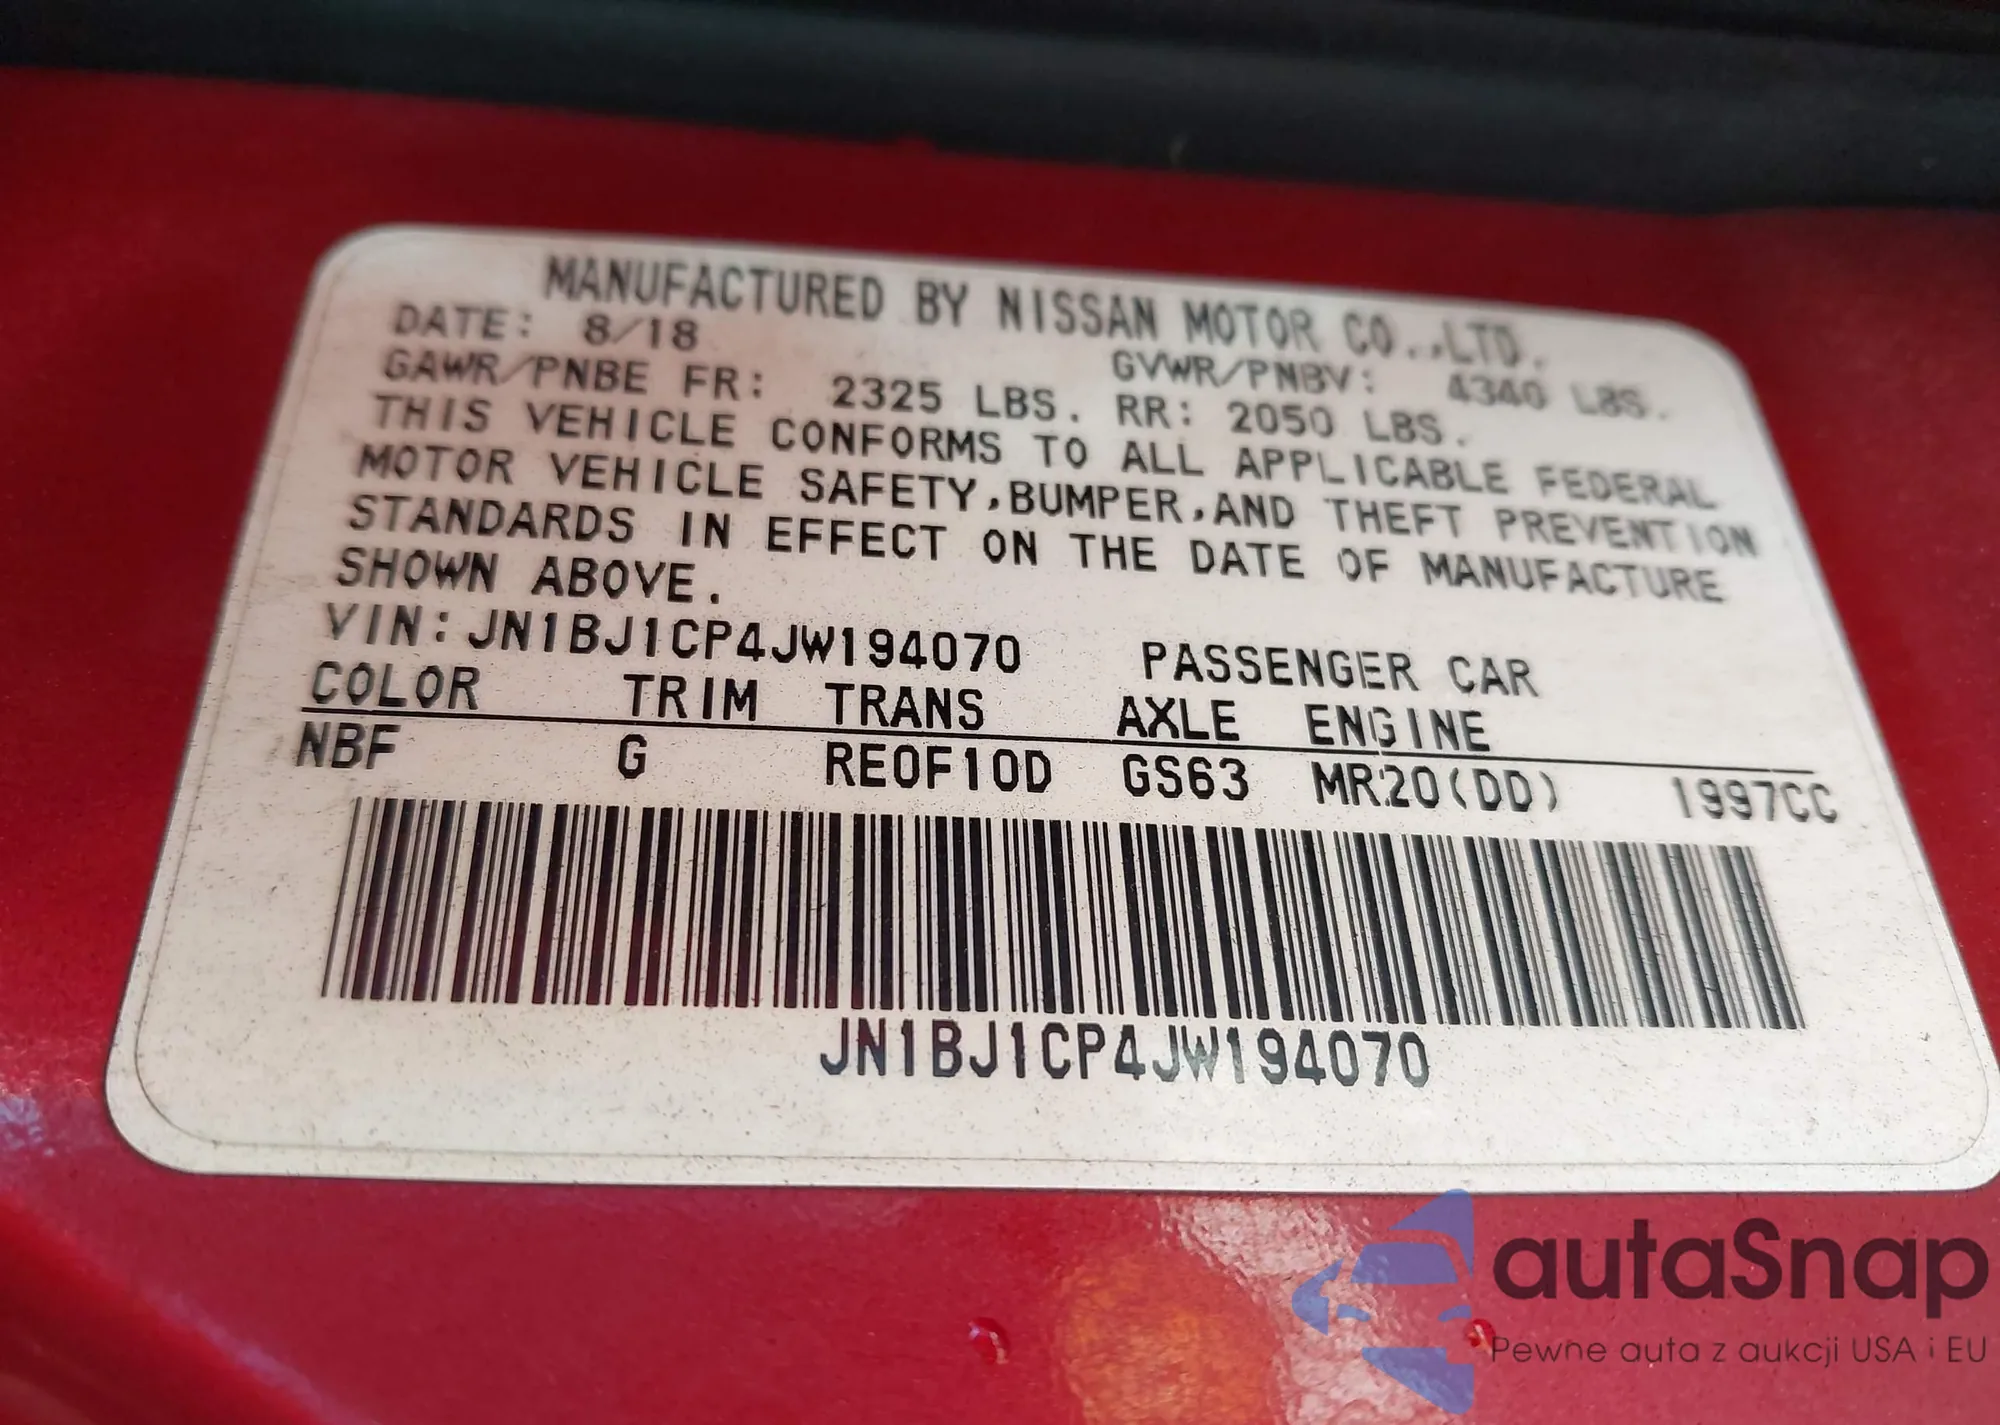 MANUFACTURED BY NISSAN MOTOR CO.,LTD.
DATE: 8/18 GVWR/PNBV: 4340 LBS.
GAWR/PNBE FR: 2325 LBS. RR: 2050 LBS.
THIS VEHICLE CONFORMS TO ALL APPLICABLE FEDERAL
MOTOR VEHICLE SAFETY,BUMPER,AND THEFT PREVENTION
STANDARDS IN EFFECT ON THE DATE OF MANUFACTURE
SHOWN ABOVE.
VIN:JN1BJ1CP4JW194070 PASSENGER CAR
COLOR TRIM TRANS AXLE ENGINE
NBF G RE0F10D GS63 MR20(DD) 1997CC
JN1BJ1CP4JW194070
autaSnap
Pewne auta z aukcji USA i EU